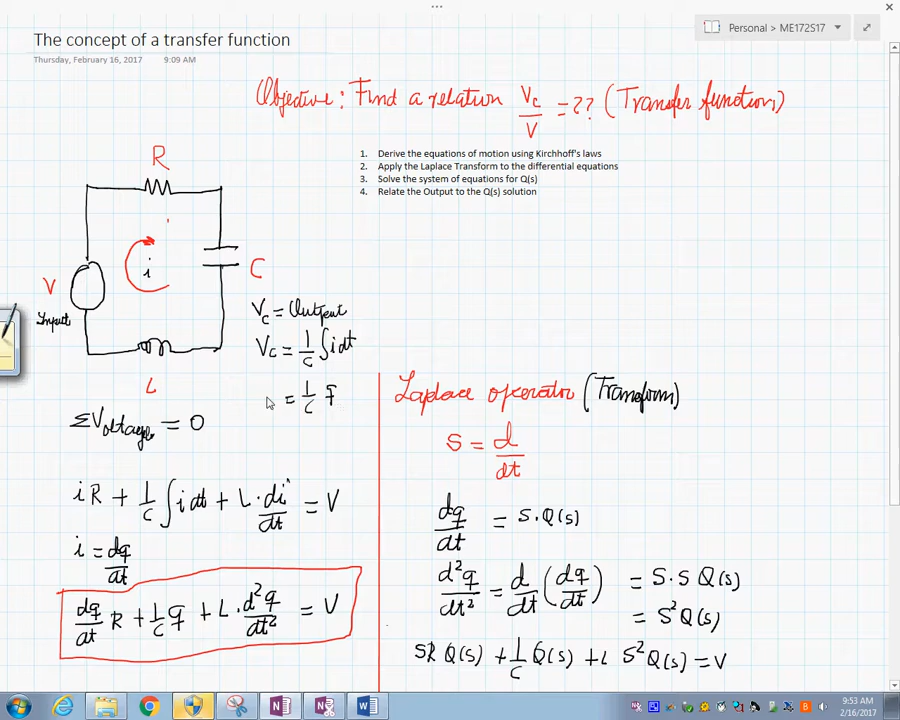 Personal > ME172S17
The concept of a transfer function
Thursday, February 16, 2017 9:09 AM
Objective: Find a relation Vc/V = ?? (Transfer function)
1. Derive the equations of motion using Kirchhoff's laws
2. Apply the Laplace Transform to the differential equations
3. Solve the system of equations for Q(s)
4. Relate the Output to the Q(s) solution
R
i
C
V
Input
L
Vc = Output
Vc = 1/C ∫ i dt
= 1/C q
ΣVoltages = 0
iR + 1/C ∫ i dt + L · di/dt = V
i = dq/dt
dq/dt R + 1/C q + L · d²q/dt² = V
Laplace operator (Transform)
S = d/dt
dq/dt = S · Q(s)
d²q/dt² = d/dt (dq/dt) = S · S Q(s)
= S² Q(s)
SR Q(s) + 1/C Q(s) + L S² Q(s) = V
9:53 AM
2/16/2017